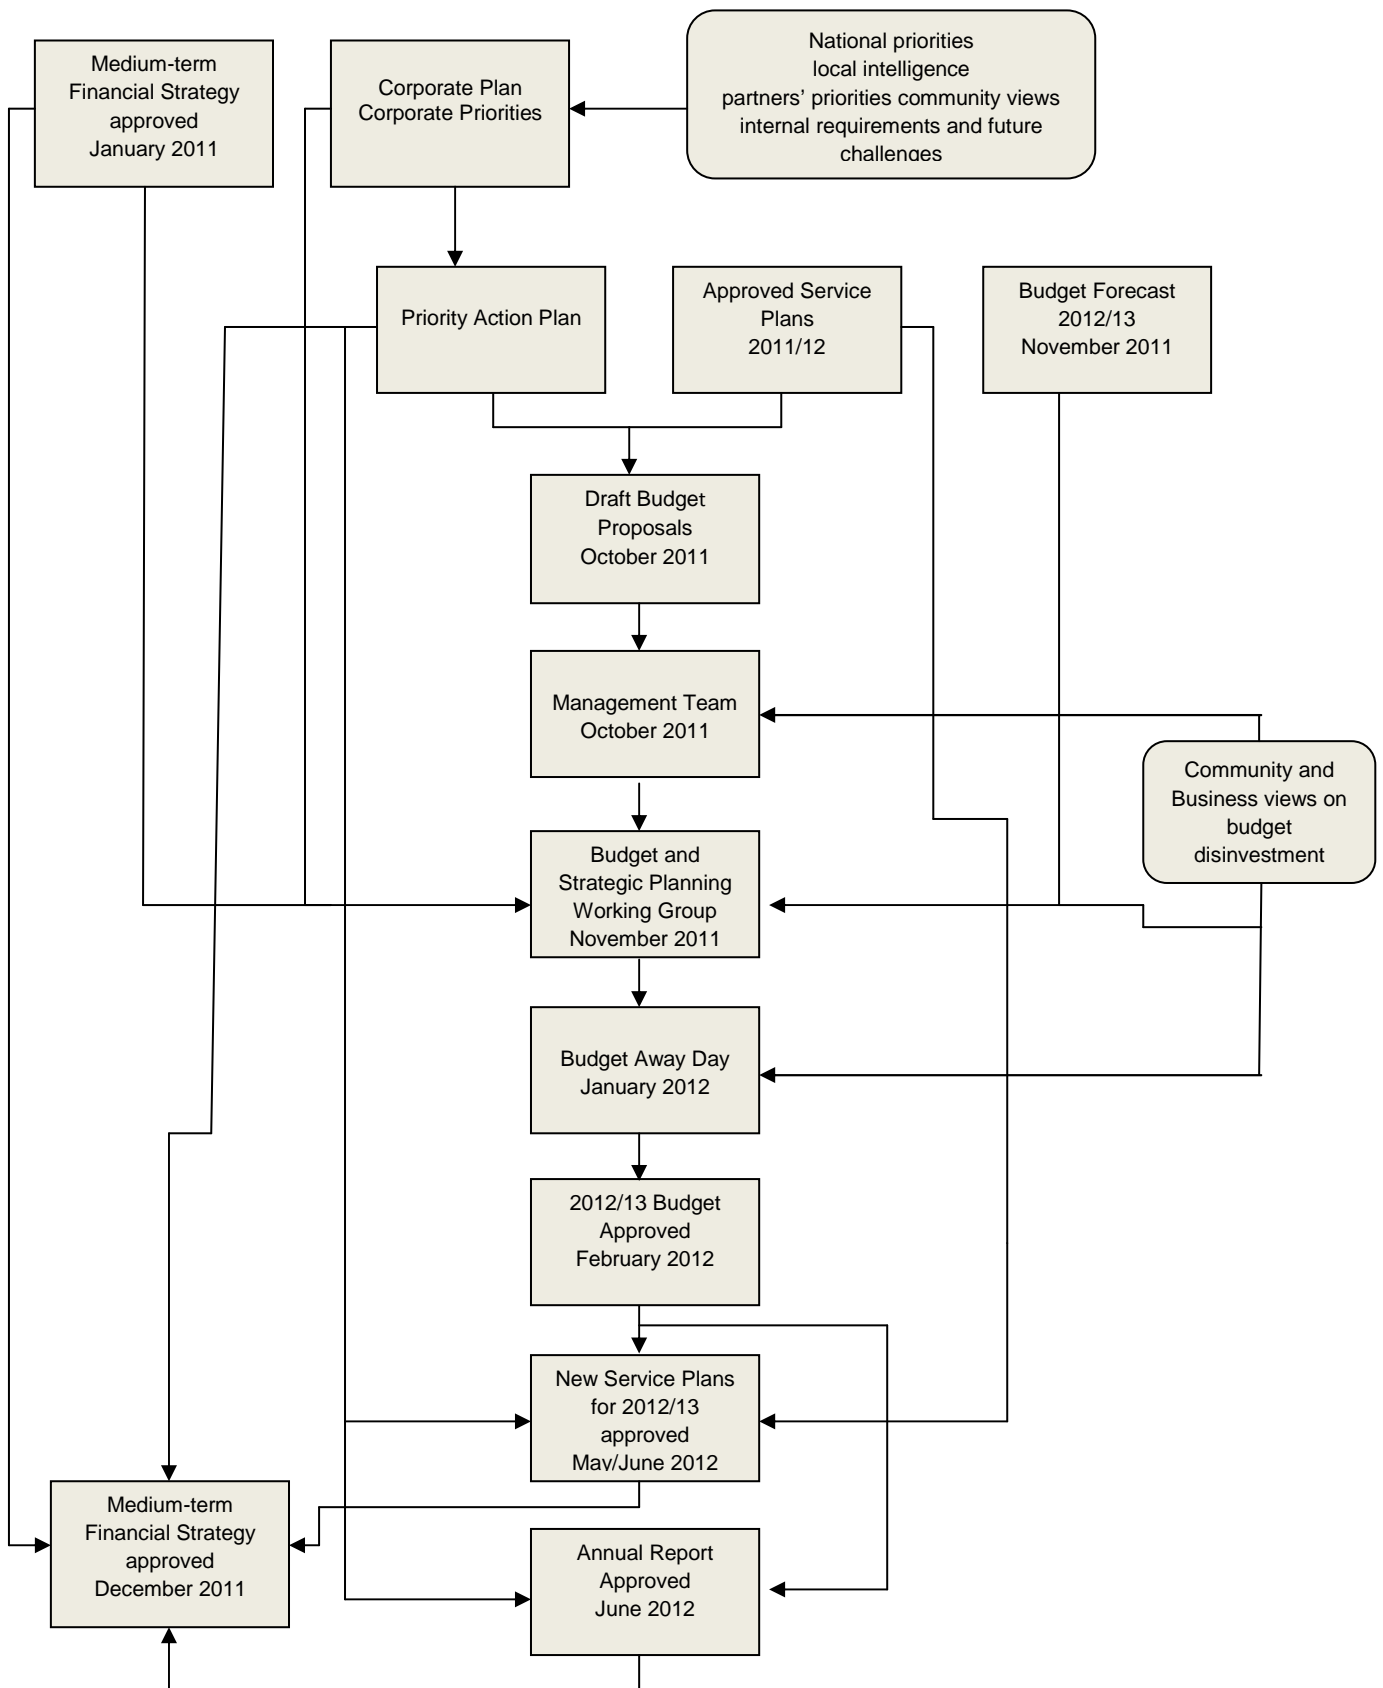 Medium-term
Financial Strategy
approved
January 2011
Corporate Plan
Corporate Priorities
National priorities
local intelligence
partners' priorities community views
internal requirements and future
challenges
Priority Action Plan
Approved Service
Plans
2011/12
Budget Forecast
2012/13
November 2011
Draft Budget
Proposals
October 2011
Management Team
October 2011
Community and
Business views on
budget
disinvestment
Budget and
Strategic Planning
Working Group
November 2011
Budget Away Day
January 2012
2012/13 Budget
Approved
February 2012
New Service Plans
for 2012/13
approved
May/June 2012
Medium-term
Financial Strategy
approved
December 2011
Annual Report
Approved
June 2012